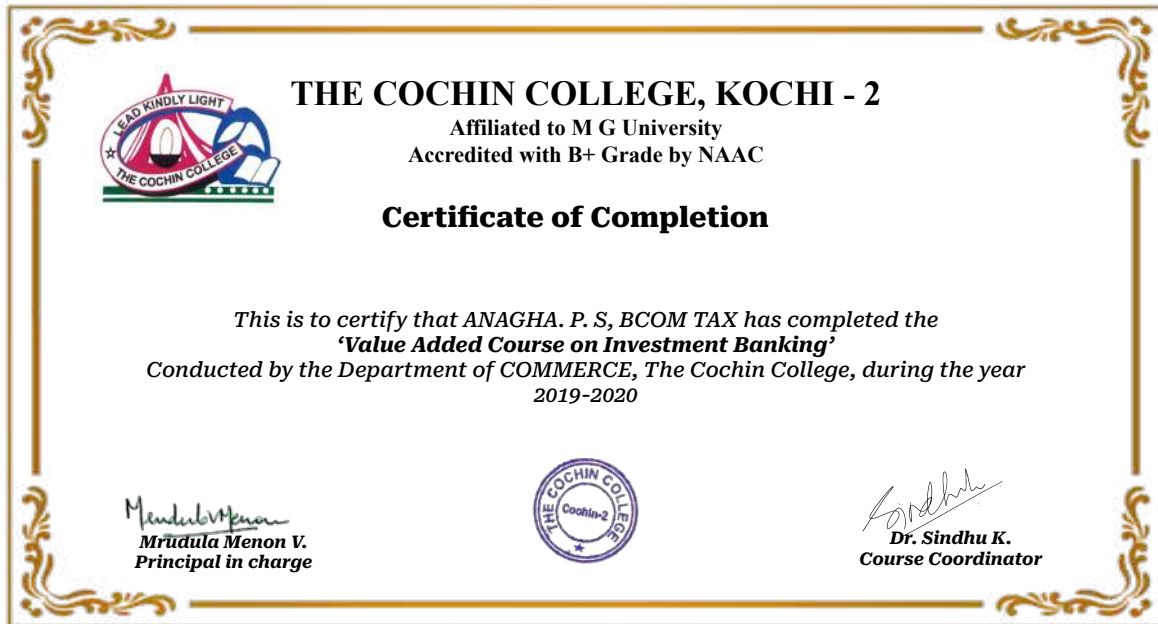 LEAD KINDLY LIGHT
THE COCHIN COLLEGE
THE COCHIN COLLEGE, KOCHI - 2
Affiliated to M G University
Accredited with B+ Grade by NAAC
Certificate of Completion
This is to certify that ANAGHA. P. S, BCOM TAX has completed the
‘Value Added Course on Investment Banking’
Conducted by the Department of COMMERCE, The Cochin College, during the year
2019-2020
Mrudula Menon
Mrudula Menon V.
Principal in charge
THE COCHIN COLLEGE
Cochin-2
Sindhu
Dr. Sindhu K.
Course Coordinator